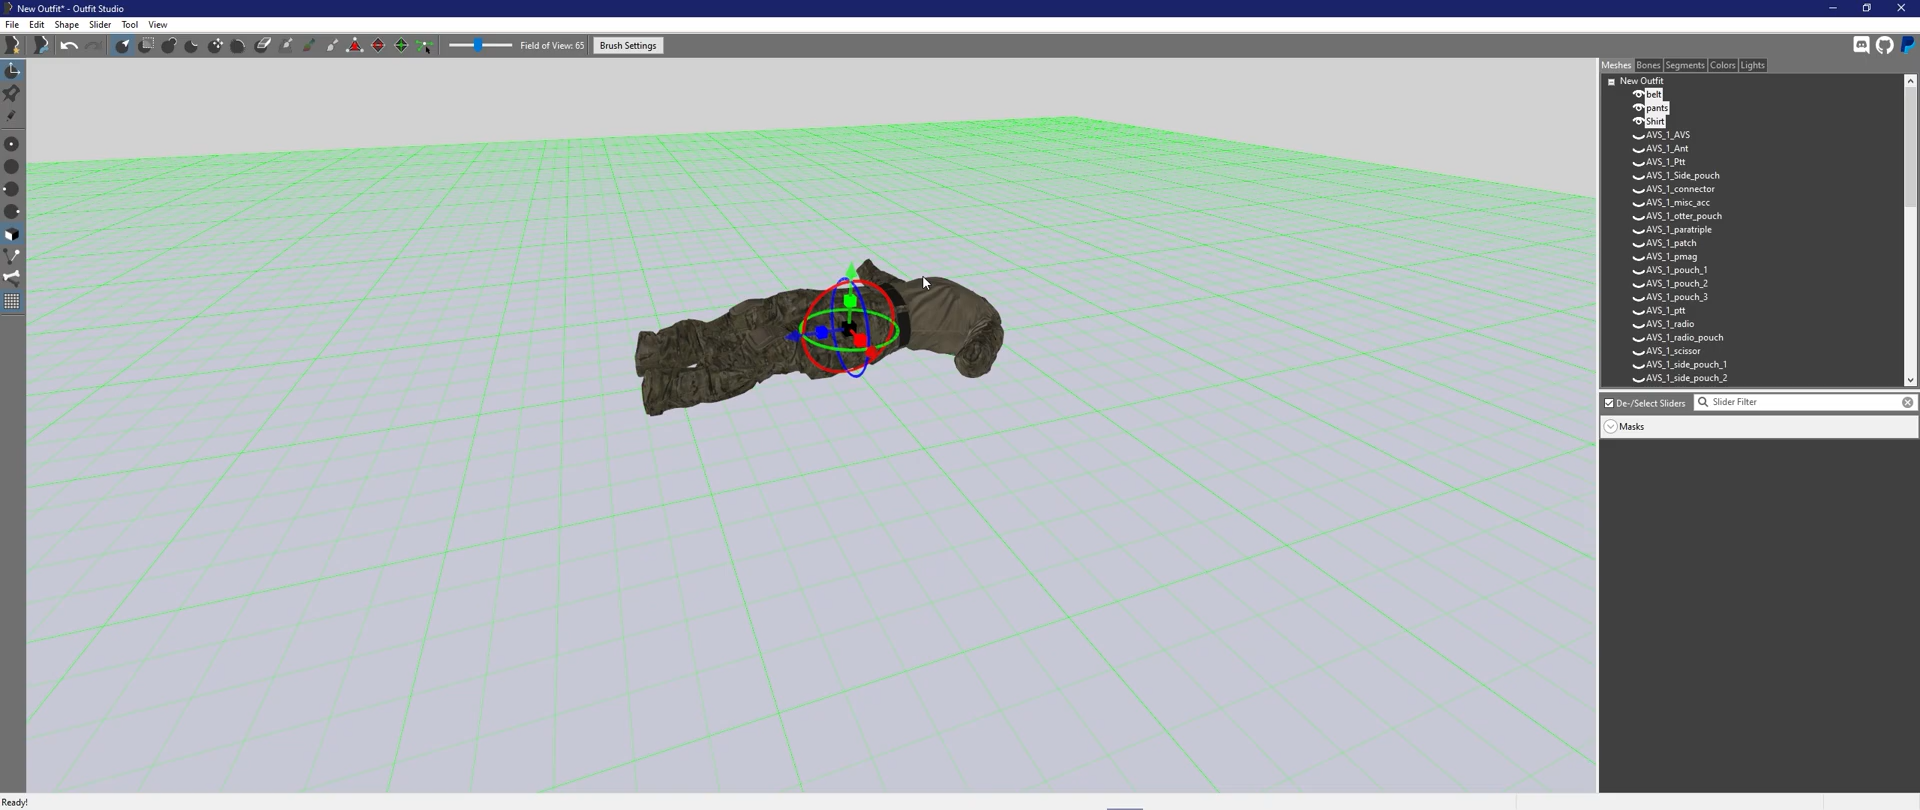 New Outfit* - Outfit Studio
File Edit Shape Slider Tool View
Field of View: 65 Brush Settings
Meshes Bones Segments Colors Lights
New Outfit
belt
pants
Shirt
AVS_1_AVS
AVS_1_Ant
AVS_1_Ptt
AVS_1_Side_pouch
AVS_1_connector
AVS_1_misc_acc
AVS_1_otter_pouch
AVS_1_paratriple
AVS_1_patch
AVS_1_pmag
AVS_1_pouch_1
AVS_1_pouch_2
AVS_1_pouch_3
AVS_1_ptt
AVS_1_radio
AVS_1_radio_pouch
AVS_1_scissor
AVS_1_side_pouch_1
AVS_1_side_pouch_2
De-/Select Sliders Slider Filter
Masks
Ready!